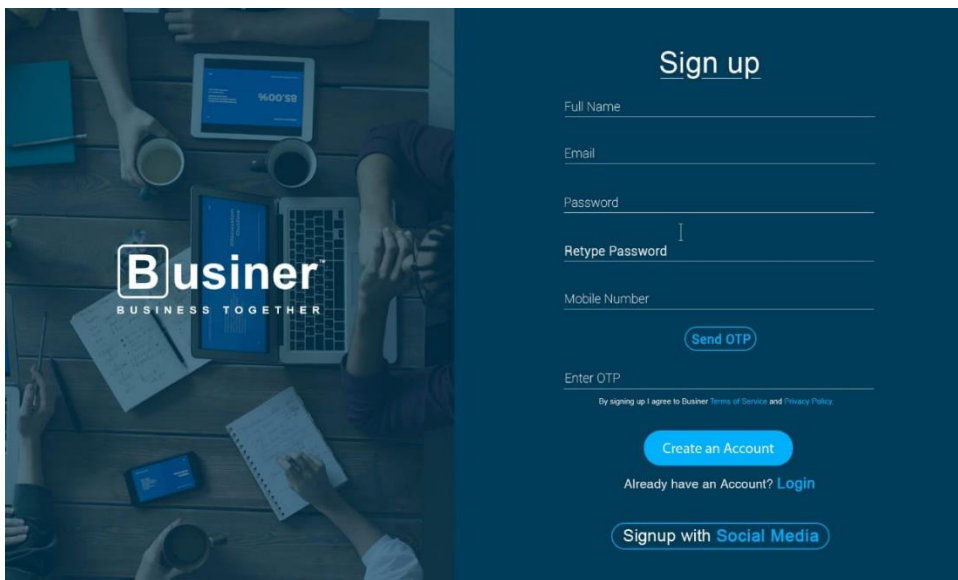 85.00%
Businer™
BUSINESS TOGETHER
Sign up
Full Name
Email
Password
Retype Password
Mobile Number
Send OTP
Enter OTP
By signing up I agree to Businer Terms of Service and Privacy Policy.
Create an Account
Already have an Account? Login
Signup with Social Media